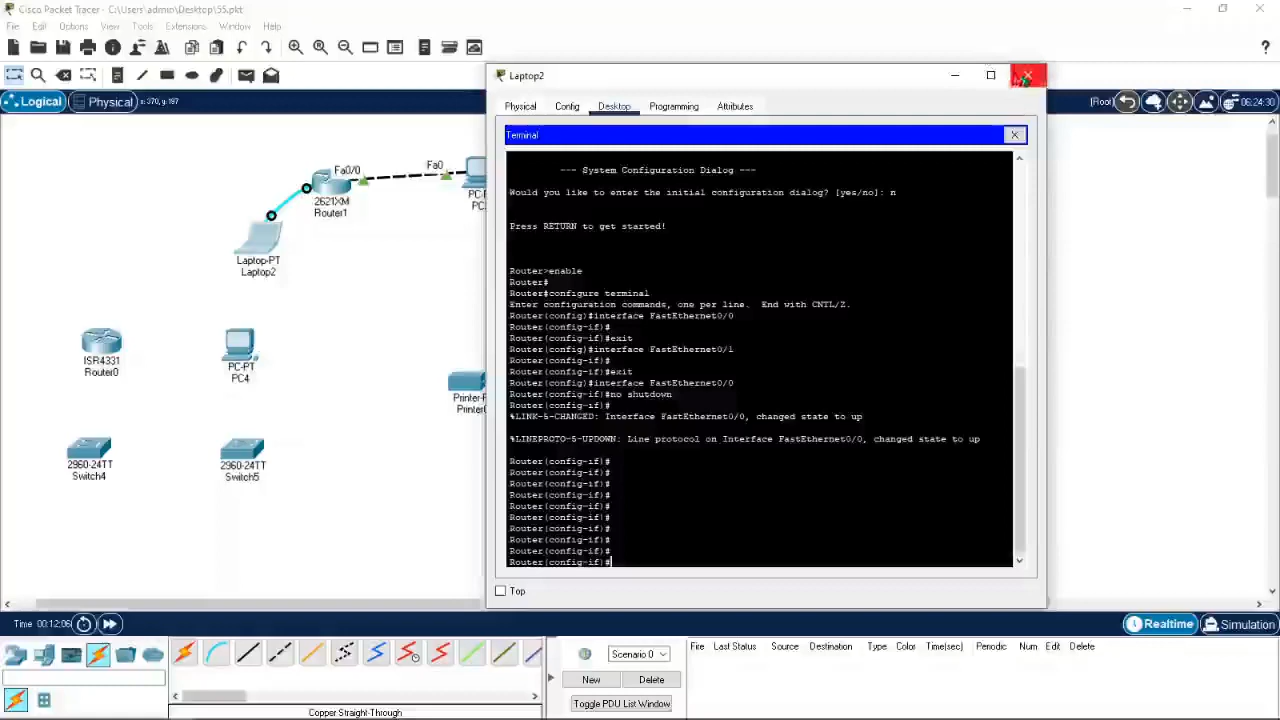 Cisco Packet Tracer - C:\Users\admin\Desktop\55.pkt
File Edit Options View Tools Extensions Window Help
Logical Physical x: 370, y: 197
[Root] 06:24:30
Laptop2
Physical Config Desktop Programming Attributes
Terminal
--- System Configuration Dialog ---
Would you like to enter the initial configuration dialog? [yes/no]: n
Press RETURN to get started!
Router>enable
Router#
Router#configure terminal
Enter configuration commands, one per line.  End with CNTL/Z.
Router(config)#interface FastEthernet0/0
Router(config-if)#
Router(config-if)#exit
Router(config)#interface FastEthernet0/1
Router(config-if)#
Router(config-if)#exit
Router(config)#interface FastEthernet0/0
Router(config-if)#no shutdown
Router(config-if)#
%LINK-5-CHANGED: Interface FastEthernet0/0, changed state to up
%LINEPROTO-5-UPDOWN: Line protocol on Interface FastEthernet0/0, changed state to up
Router(config-if)#
Router(config-if)#
Router(config-if)#
Router(config-if)#
Router(config-if)#
Router(config-if)#
Router(config-if)#
Router(config-if)#
Router(config-if)#
Router(config-if)#
Top
Fa0/0
Fa0
2621XM
Router1
Laptop-PT
Laptop2
ISR4331
Router0
PC-PT
PC4
2960-24TT
Switch4
2960-24TT
Switch5
Time: 00:12:06
Realtime Simulation
Scenario 0
New Delete
Toggle PDU List Window
Fire Last Status Source Destination Type Color Time(sec) Periodic Num Edit Delete
Copper Straight-Through